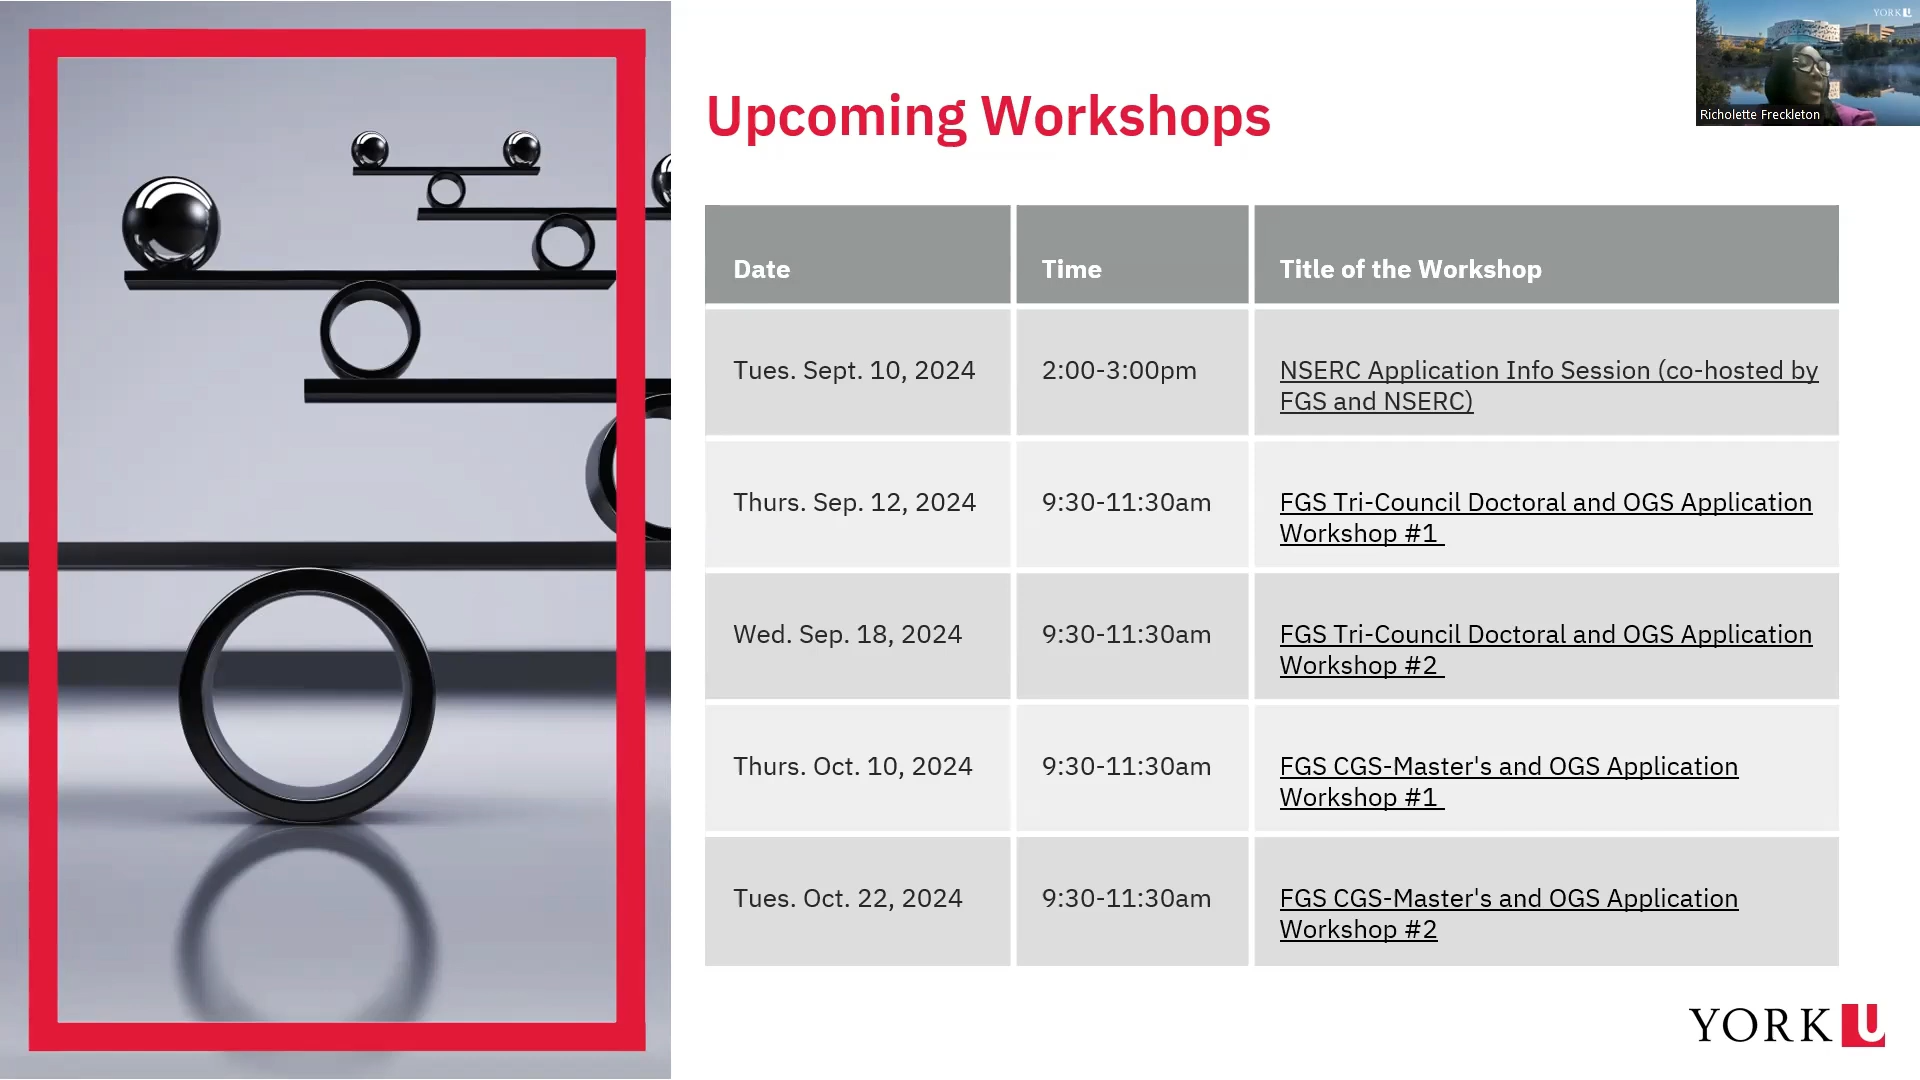 YORK U
Richolette Freckleton
Upcoming Workshops
Date
Time
Title of the Workshop
Tues. Sept. 10, 2024
2:00-3:00pm
NSERC Application Info Session (co-hosted by
FGS and NSERC)
Thurs. Sep. 12, 2024
9:30-11:30am
FGS Tri-Council Doctoral and OGS Application
Workshop #1
Wed. Sep. 18, 2024
9:30-11:30am
FGS Tri-Council Doctoral and OGS Application
Workshop #2
Thurs. Oct. 10, 2024
9:30-11:30am
FGS CGS-Master's and OGS Application
Workshop #1
Tues. Oct. 22, 2024
9:30-11:30am
FGS CGS-Master's and OGS Application
Workshop #2
YORK U